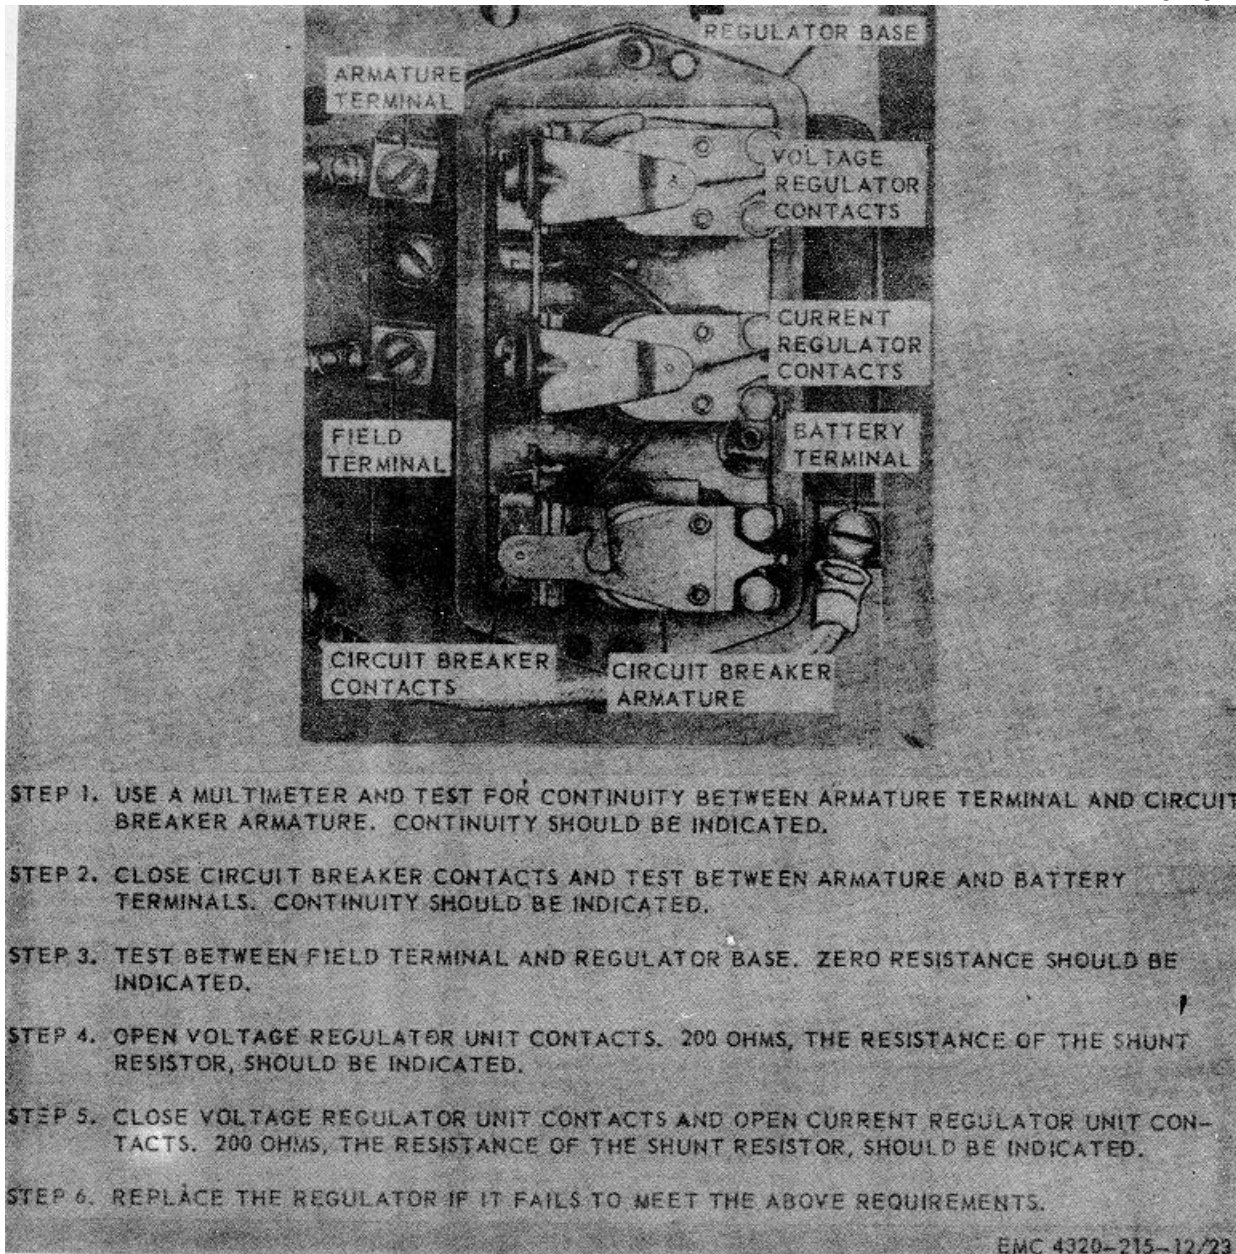 REGULATOR BASE
ARMATURE
TERMINAL
VOLTAGE
REGULATOR
CONTACTS
CURRENT
REGULATOR
CONTACTS
FIELD
TERMINAL
BATTERY
TERMINAL
CIRCUIT BREAKER
CONTACTS
CIRCUIT BREAKER
ARMATURE
STEP 1. USE A MULTIMETER AND TEST FOR CONTINUITY BETWEEN ARMATURE TERMINAL AND CIRCUIT
BREAKER ARMATURE. CONTINUITY SHOULD BE INDICATED.
STEP 2. CLOSE CIRCUIT BREAKER CONTACTS AND TEST BETWEEN ARMATURE AND BATTERY
TERMINALS. CONTINUITY SHOULD BE INDICATED.
STEP 3. TEST BETWEEN FIELD TERMINAL AND REGULATOR BASE. ZERO RESISTANCE SHOULD BE
INDICATED.
STEP 4. OPEN VOLTAGE REGULATOR UNIT CONTACTS. 200 OHMS, THE RESISTANCE OF THE SHUNT
RESISTOR, SHOULD BE INDICATED.
STEP 5. CLOSE VOLTAGE REGULATOR UNIT CONTACTS AND OPEN CURRENT REGULATOR UNIT CON-
TACTS. 200 OHMS, THE RESISTANCE OF THE SHUNT RESISTOR, SHOULD BE INDICATED.
STEP 6. REPLACE THE REGULATOR IF IT FAILS TO MEET THE ABOVE REQUIREMENTS.
EMC 4320-215-12/23